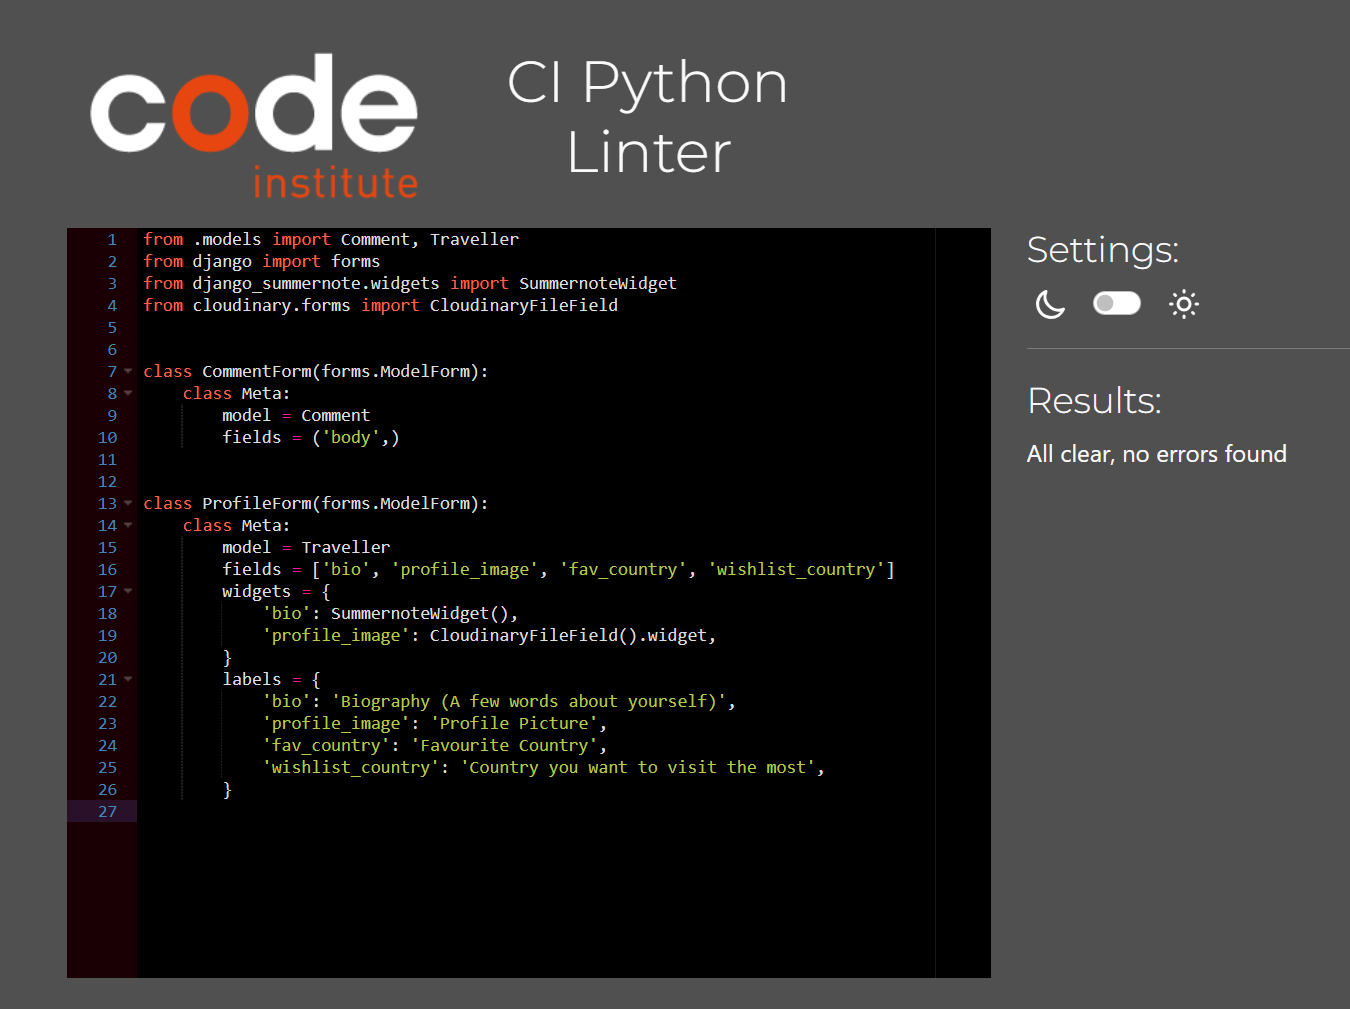 code
institute
CI Python
Linter
1 from .models import Comment, Traveller
2 from django import forms
3 from django_summernote.widgets import SummernoteWidget
4 from cloudinary.forms import CloudinaryFileField
5
6
7 class CommentForm(forms.ModelForm):
8     class Meta:
9         model = Comment
10         fields = ('body',)
11
12
13 class ProfileForm(forms.ModelForm):
14     class Meta:
15         model = Traveller
16         fields = ['bio', 'profile_image', 'fav_country', 'wishlist_country']
17         widgets = {
18             'bio': SummernoteWidget(),
19             'profile_image': CloudinaryFileField().widget,
20         }
21         labels = {
22             'bio': 'Biography (A few words about yourself)',
23             'profile_image': 'Profile Picture',
24             'fav_country': 'Favourite Country',
25             'wishlist_country': 'Country you want to visit the most',
26         }
27
Settings:
Results:
All clear, no errors found